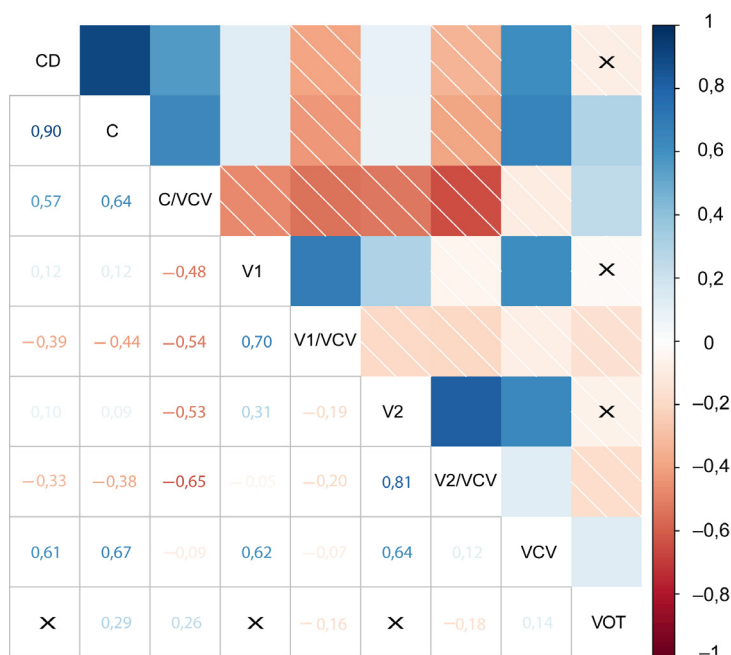 CD
0,90 C
0,57 0,64 C/VCV
0,12 0,12 −0,48 V1
−0,39 −0,44 −0,54 0,70 V1/VCV
0,10 0,09 −0,53 0,31 −0,19 V2
−0,33 −0,38 −0,65 −0,05 −0,20 0,81 V2/VCV
0,61 0,67 −0,09 0,62 −0,07 0,64 0,12 VCV
0,29 0,26 −0,16 −0,18 0,14 VOT
1
0,8
0,6
0,4
0,2
0
−0,2
−0,4
−0,6
−0,8
−1